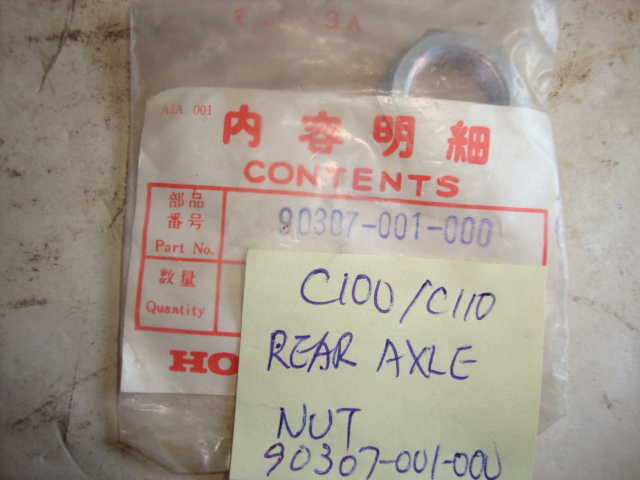 A1A 001
内容明細
CONTENTS
部品
番号
Part No.
90307-001-000
数量
Quantity
HO
C100/C110
REAR AXLE
NUT
90307-001-000